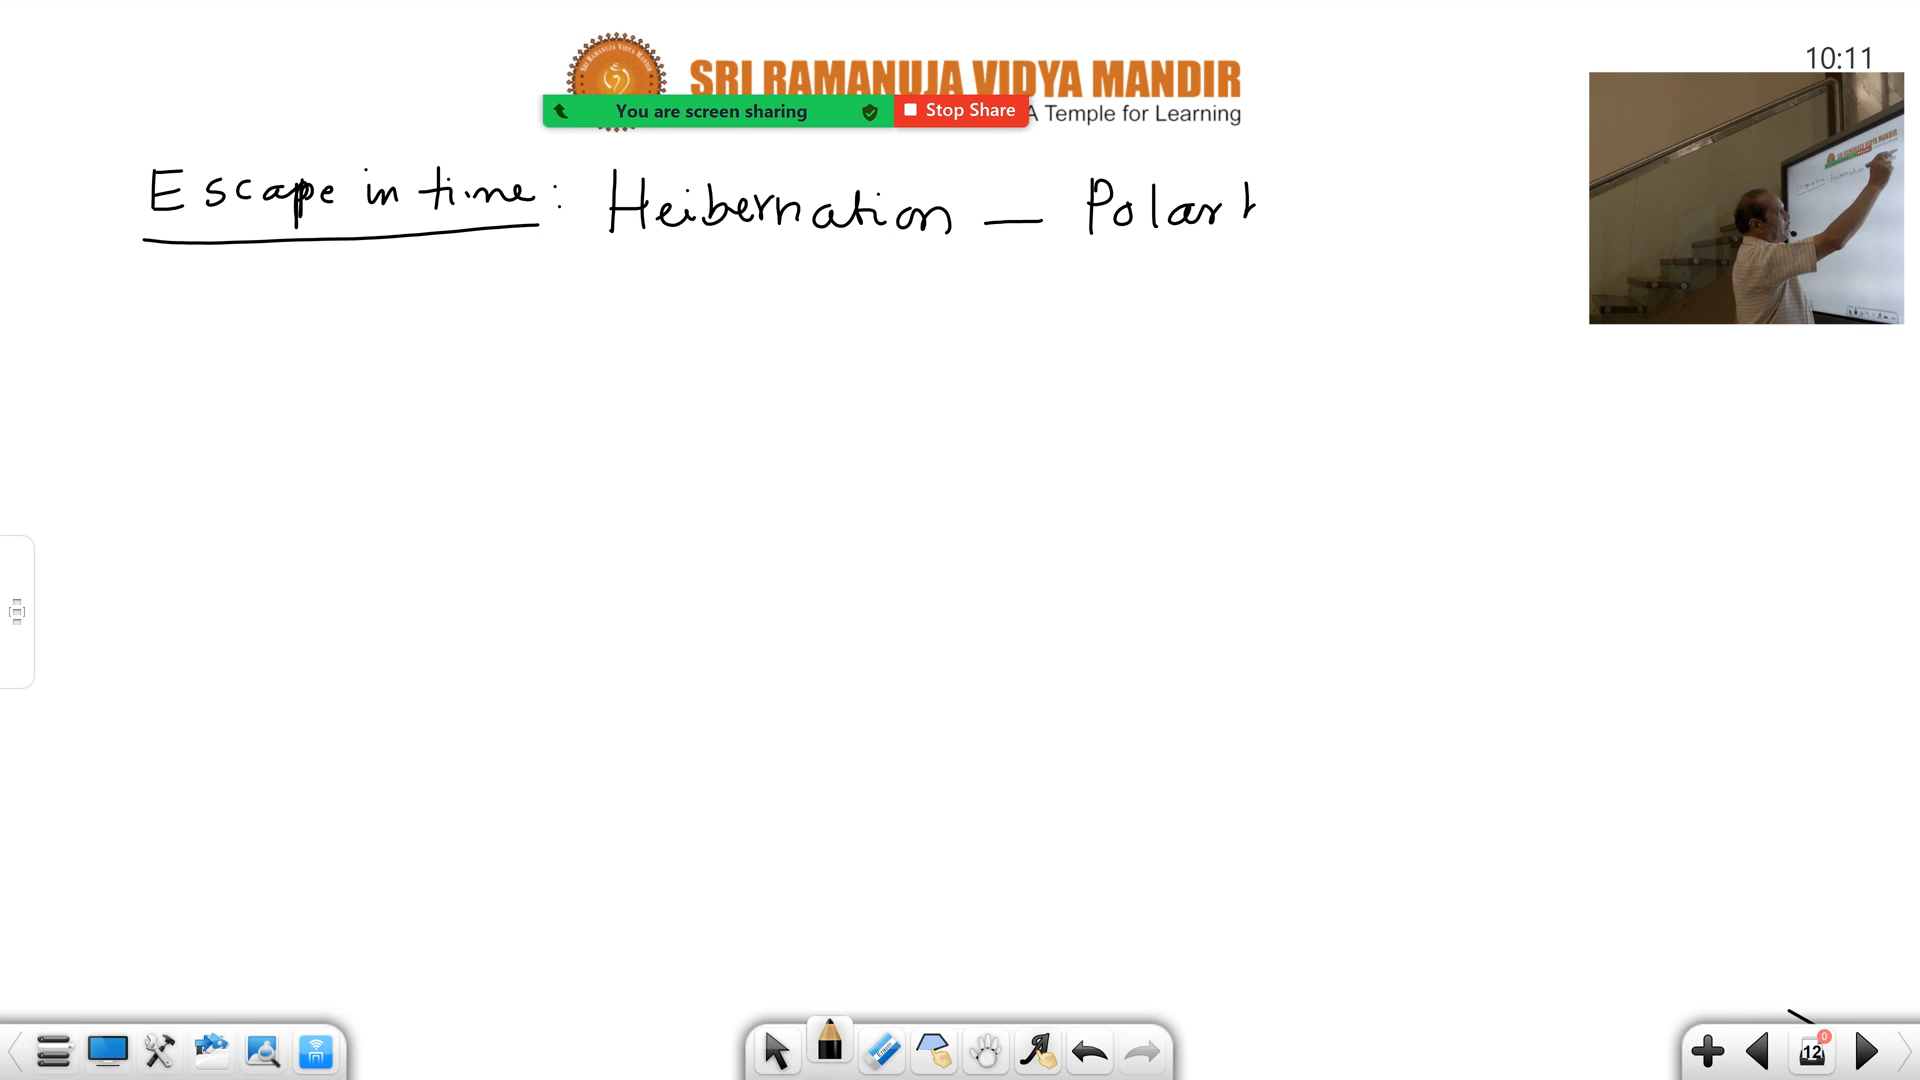 10:11
SRI RAMANUJA VIDYA MANDIR
You are screen sharing
Stop Share
A Temple for Learning
Escape in time: Heibernation — Polar
12
0